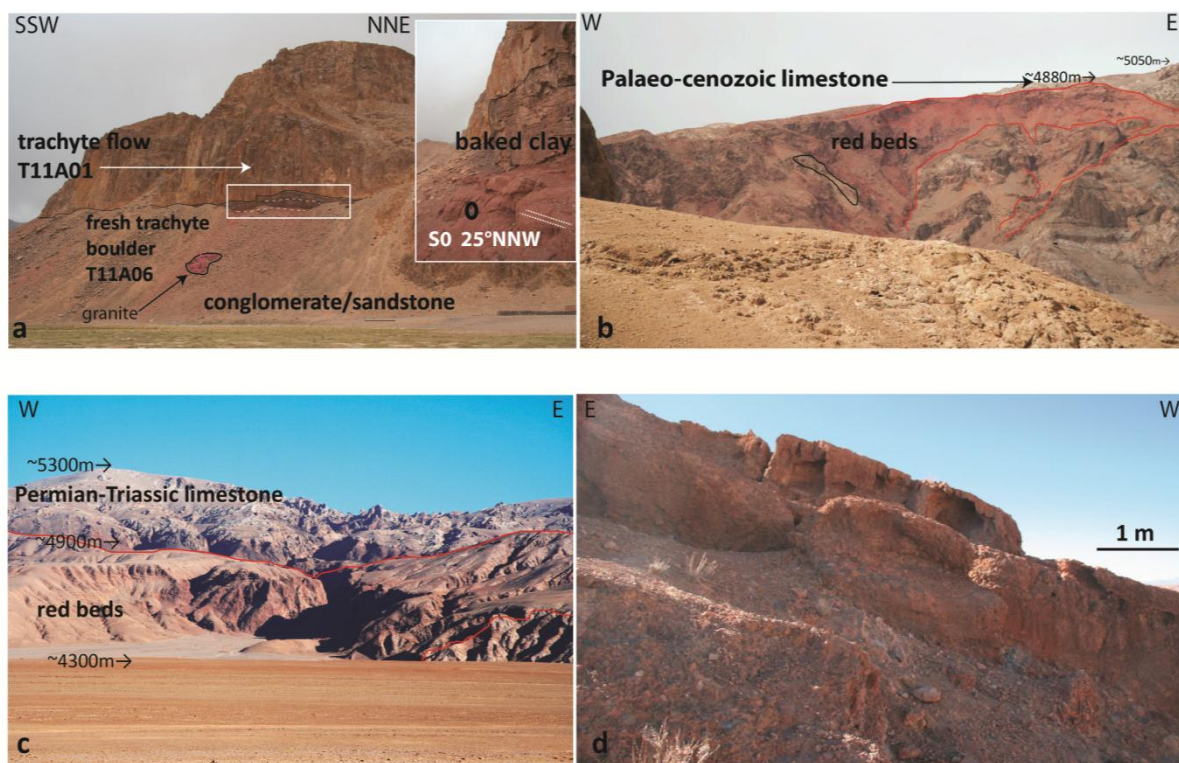 SSW
NNE
trachyte flow
T11A01
baked clay
0
S0 25°NNW
fresh trachyte
boulder
T11A06
granite
conglomerate/sandstone
a
W
E
~5050m→
Palaeo-cenozoic limestone
~4880m→
red beds
b
W
E
~5300m→
Permian-Triassic limestone
~4900m→
red beds
~4300m→
c
E
W
1 m
d